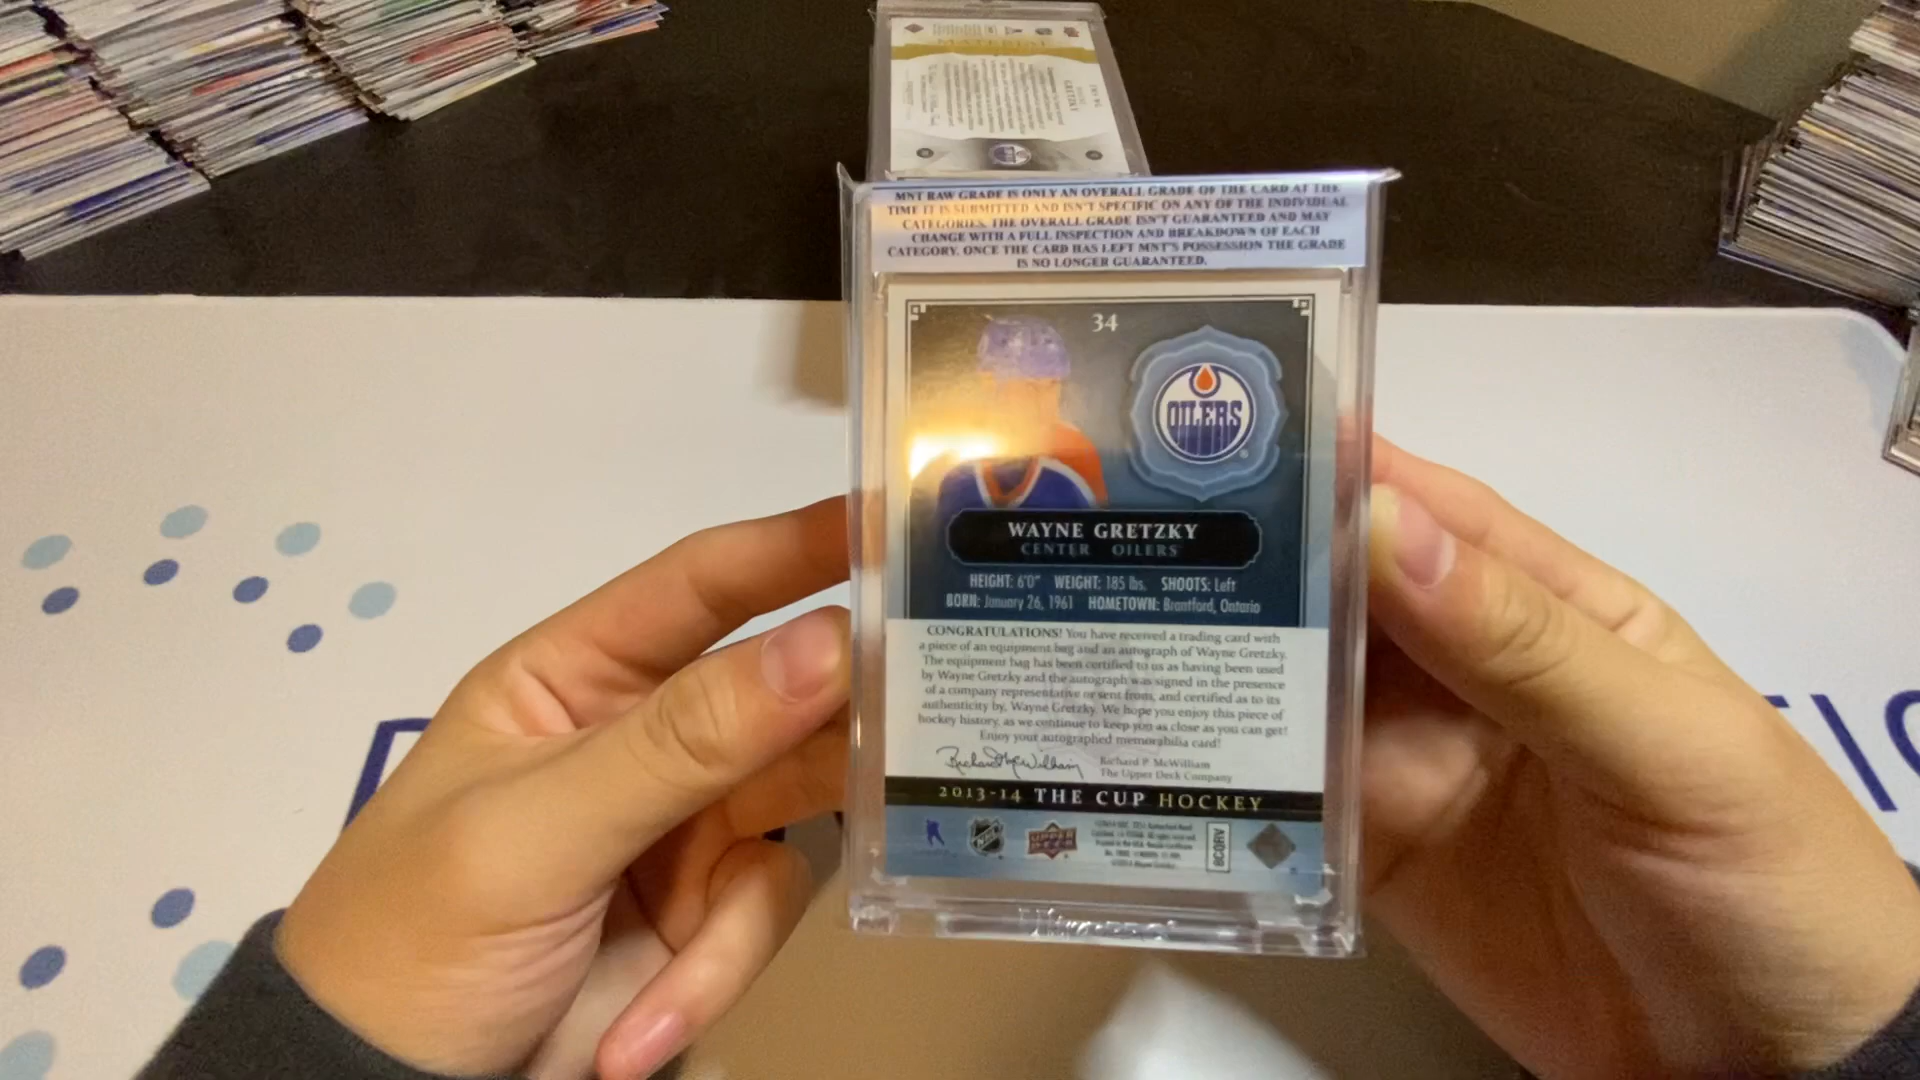 MATERIAL
GRETZKY
MNT RAW GRADE IS ONLY AN OVERALL GRADE OF THE CARD AT THE
TIME IT IS SUBMITTED AND ISN'T SPECIFIC ON ANY OF THE INDIVIDUAL
CATEGORIES. THE OVERALL GRADE ISN'T GUARANTEED AND MAY
CHANGE WITH A FULL INSPECTION AND BREAKDOWN OF EACH
CATEGORY. ONCE THE CARD HAS LEFT MNT'S POSSESSION THE GRADE
IS NO LONGER GUARANTEED.
34
OILERS
WAYNE GRETZKY
CENTER OILERS
HEIGHT: 6'0" WEIGHT: 185 lbs. SHOOTS: Left
BORN: January 26, 1961 HOMETOWN: Brantford, Ontario
CONGRATULATIONS! You have received a trading card with
a piece of an equipment bag and an autograph of Wayne Gretzky.
The equipment bag has been certified to us as having been used
by Wayne Gretzky and the autograph was signed in the presence
of a company representative or sent from, and certified as to its
authenticity by, Wayne Gretzky. We hope you enjoy this piece of
hockey history, as we continue to keep you as close as you can get!
Enjoy your autographed memorabilia card!
Richard McWilliam
Richard P. McWilliam
The Upper Deck Company
2013-14 THE CUP HOCKEY
NHL
UPPER DECK